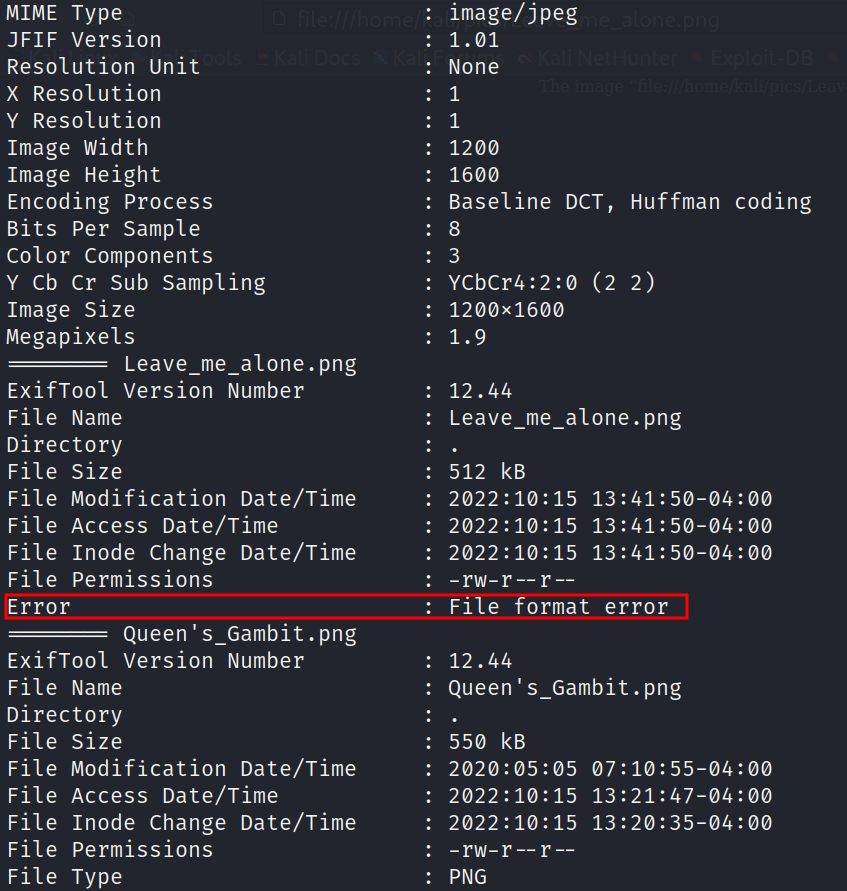 MIME Type : image/jpeg
JFIF Version : 1.01
Resolution Unit : None
X Resolution : 1
Y Resolution : 1
Image Width : 1200
Image Height : 1600
Encoding Process : Baseline DCT, Huffman coding
Bits Per Sample : 8
Color Components : 3
Y Cb Cr Sub Sampling : YCbCr4:2:0 (2 2)
Image Size : 1200×1600
Megapixels : 1.9
======== Leave_me_alone.png
ExifTool Version Number : 12.44
File Name : Leave_me_alone.png
Directory : .
File Size : 512 kB
File Modification Date/Time : 2022:10:15 13:41:50-04:00
File Access Date/Time : 2022:10:15 13:41:50-04:00
File Inode Change Date/Time : 2022:10:15 13:41:50-04:00
File Permissions : -rw-r--r--
Error : File format error
======== Queen's_Gambit.png
ExifTool Version Number : 12.44
File Name : Queen's_Gambit.png
Directory : .
File Size : 550 kB
File Modification Date/Time : 2020:05:05 07:10:55-04:00
File Access Date/Time : 2022:10:15 13:21:47-04:00
File Inode Change Date/Time : 2022:10:15 13:20:35-04:00
File Permissions : -rw-r--r--
File Type : PNG